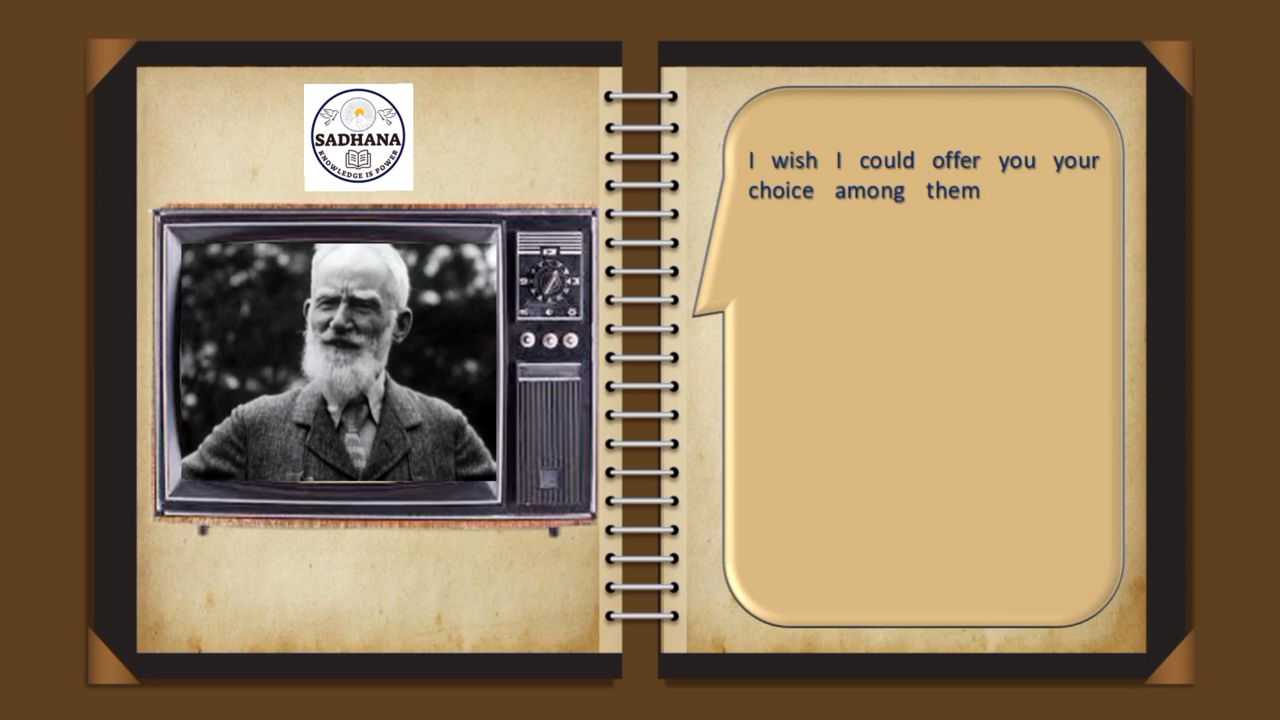 SADHANA
KNOWLEDGE IS POWER
I wish I could offer you your
choice among them